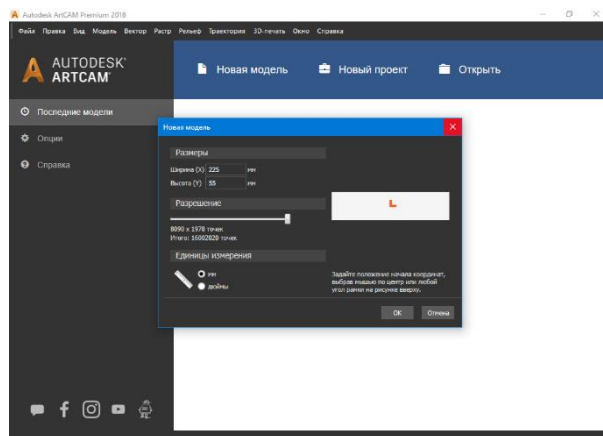 Autodesk ArtCAM Premium 2018
Файл Правка Вид Модель Вектор Растр Рельеф Траектория 3D-печать Окно Справка
AUTODESK®
ARTCAM®
Новая модель Новый проект Открыть
Последние модели
Опции
Справка
Новая модель
Размеры
Ширина (X) 225 мм
Высота (Y) 55 мм
Разрешение
8090 x 1978 точек
Итого: 16002020 точек
Единицы измерения
мм
дюймы
Задайте положение начала координат,
выбрав мышью по центр или любой
угол рамки на рисунке вверху.
OK Отмена